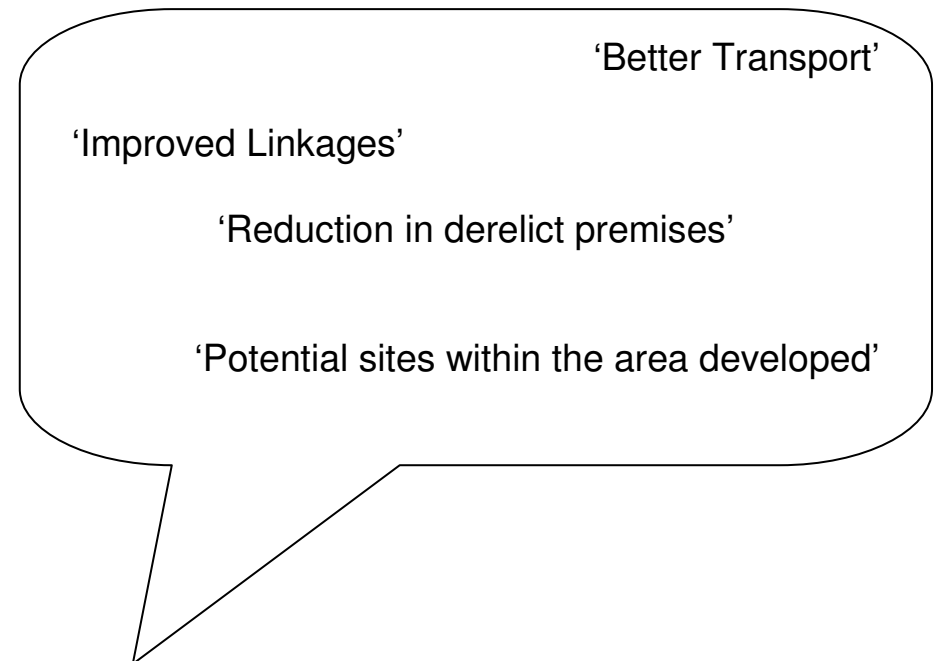 ‘Better Transport’
‘Improved Linkages’
‘Reduction in derelict premises’
‘Potential sites within the area developed’